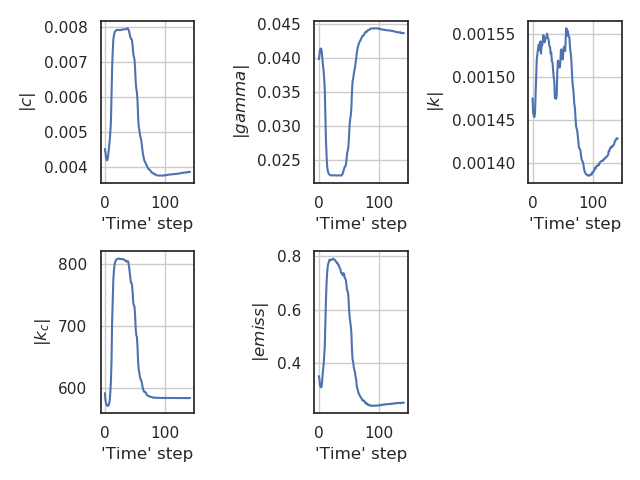 0.008
0.007
0.006
0.005
0.004
|c|
0 100
'Time' step
0.045
0.040
0.035
0.030
0.025
|gamma|
0 100
'Time' step
0.00155
0.00150
0.00145
0.00140
|k|
0 100
'Time' step
800
700
600
|k_c|
0 100
'Time' step
0.8
0.6
0.4
|emiss|
0 100
'Time' step